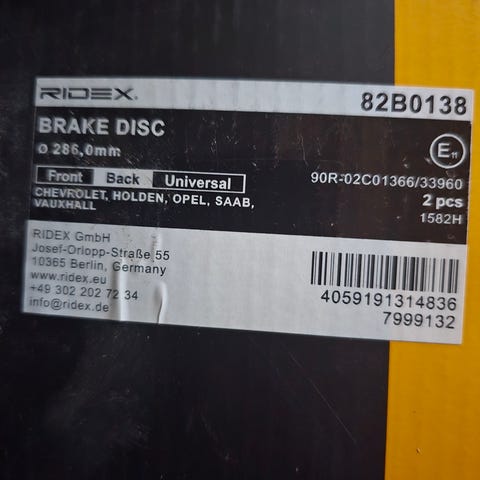 RIDEX
82B0138
BRAKE DISC
ø 286,0mm
E11
Front Back Universal
90R-02C01366/33960
CHEVROLET, HOLDEN, OPEL, SAAB,
VAUXHALL
2 pcs
1582H
RIDEX GmbH
Josef-Orlopp-Straße 55
10365 Berlin, Germany
www.ridex.eu
+49 302 202 72 34
info@ridex.de
4059191314836
7999132